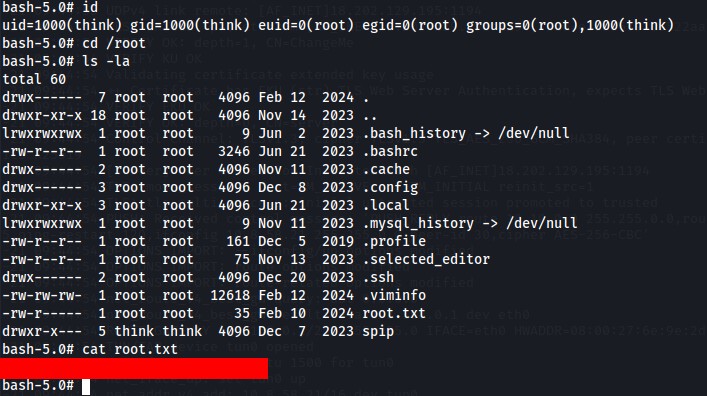 bash-5.0# id
uid=1000(think) gid=1000(think) euid=0(root) egid=0(root) groups=0(root),1000(think)
bash-5.0# cd /root
bash-5.0# ls -la
total 60
drwx------  7 root  root   4096 Feb 12  2024 .
drwxr-xr-x 18 root  root   4096 Nov 14  2023 ..
lrwxrwxrwx  1 root  root      9 Jun  2  2023 .bash_history -> /dev/null
-rw-r--r--  1 root  root   3246 Jun 21  2023 .bashrc
drwx------  2 root  root   4096 Nov 11  2023 .cache
drwx------  3 root  root   4096 Dec  8  2023 .config
drwxr-xr-x  3 root  root   4096 Jun 21  2023 .local
lrwxrwxrwx  1 root  root      9 Nov 11  2023 .mysql_history -> /dev/null
-rw-r--r--  1 root  root    161 Dec  5  2019 .profile
-rw-r--r--  1 root  root     75 Nov 13  2023 .selected_editor
drwx------  2 root  root   4096 Dec 20  2023 .ssh
-rw-rw-rw-  1 root  root  12618 Feb 12  2024 .viminfo
-rw-r-----  1 root  root     35 Feb 10  2024 root.txt
drwxr-x---  5 think think  4096 Dec  7  2023 spip
bash-5.0# cat root.txt
bash-5.0#